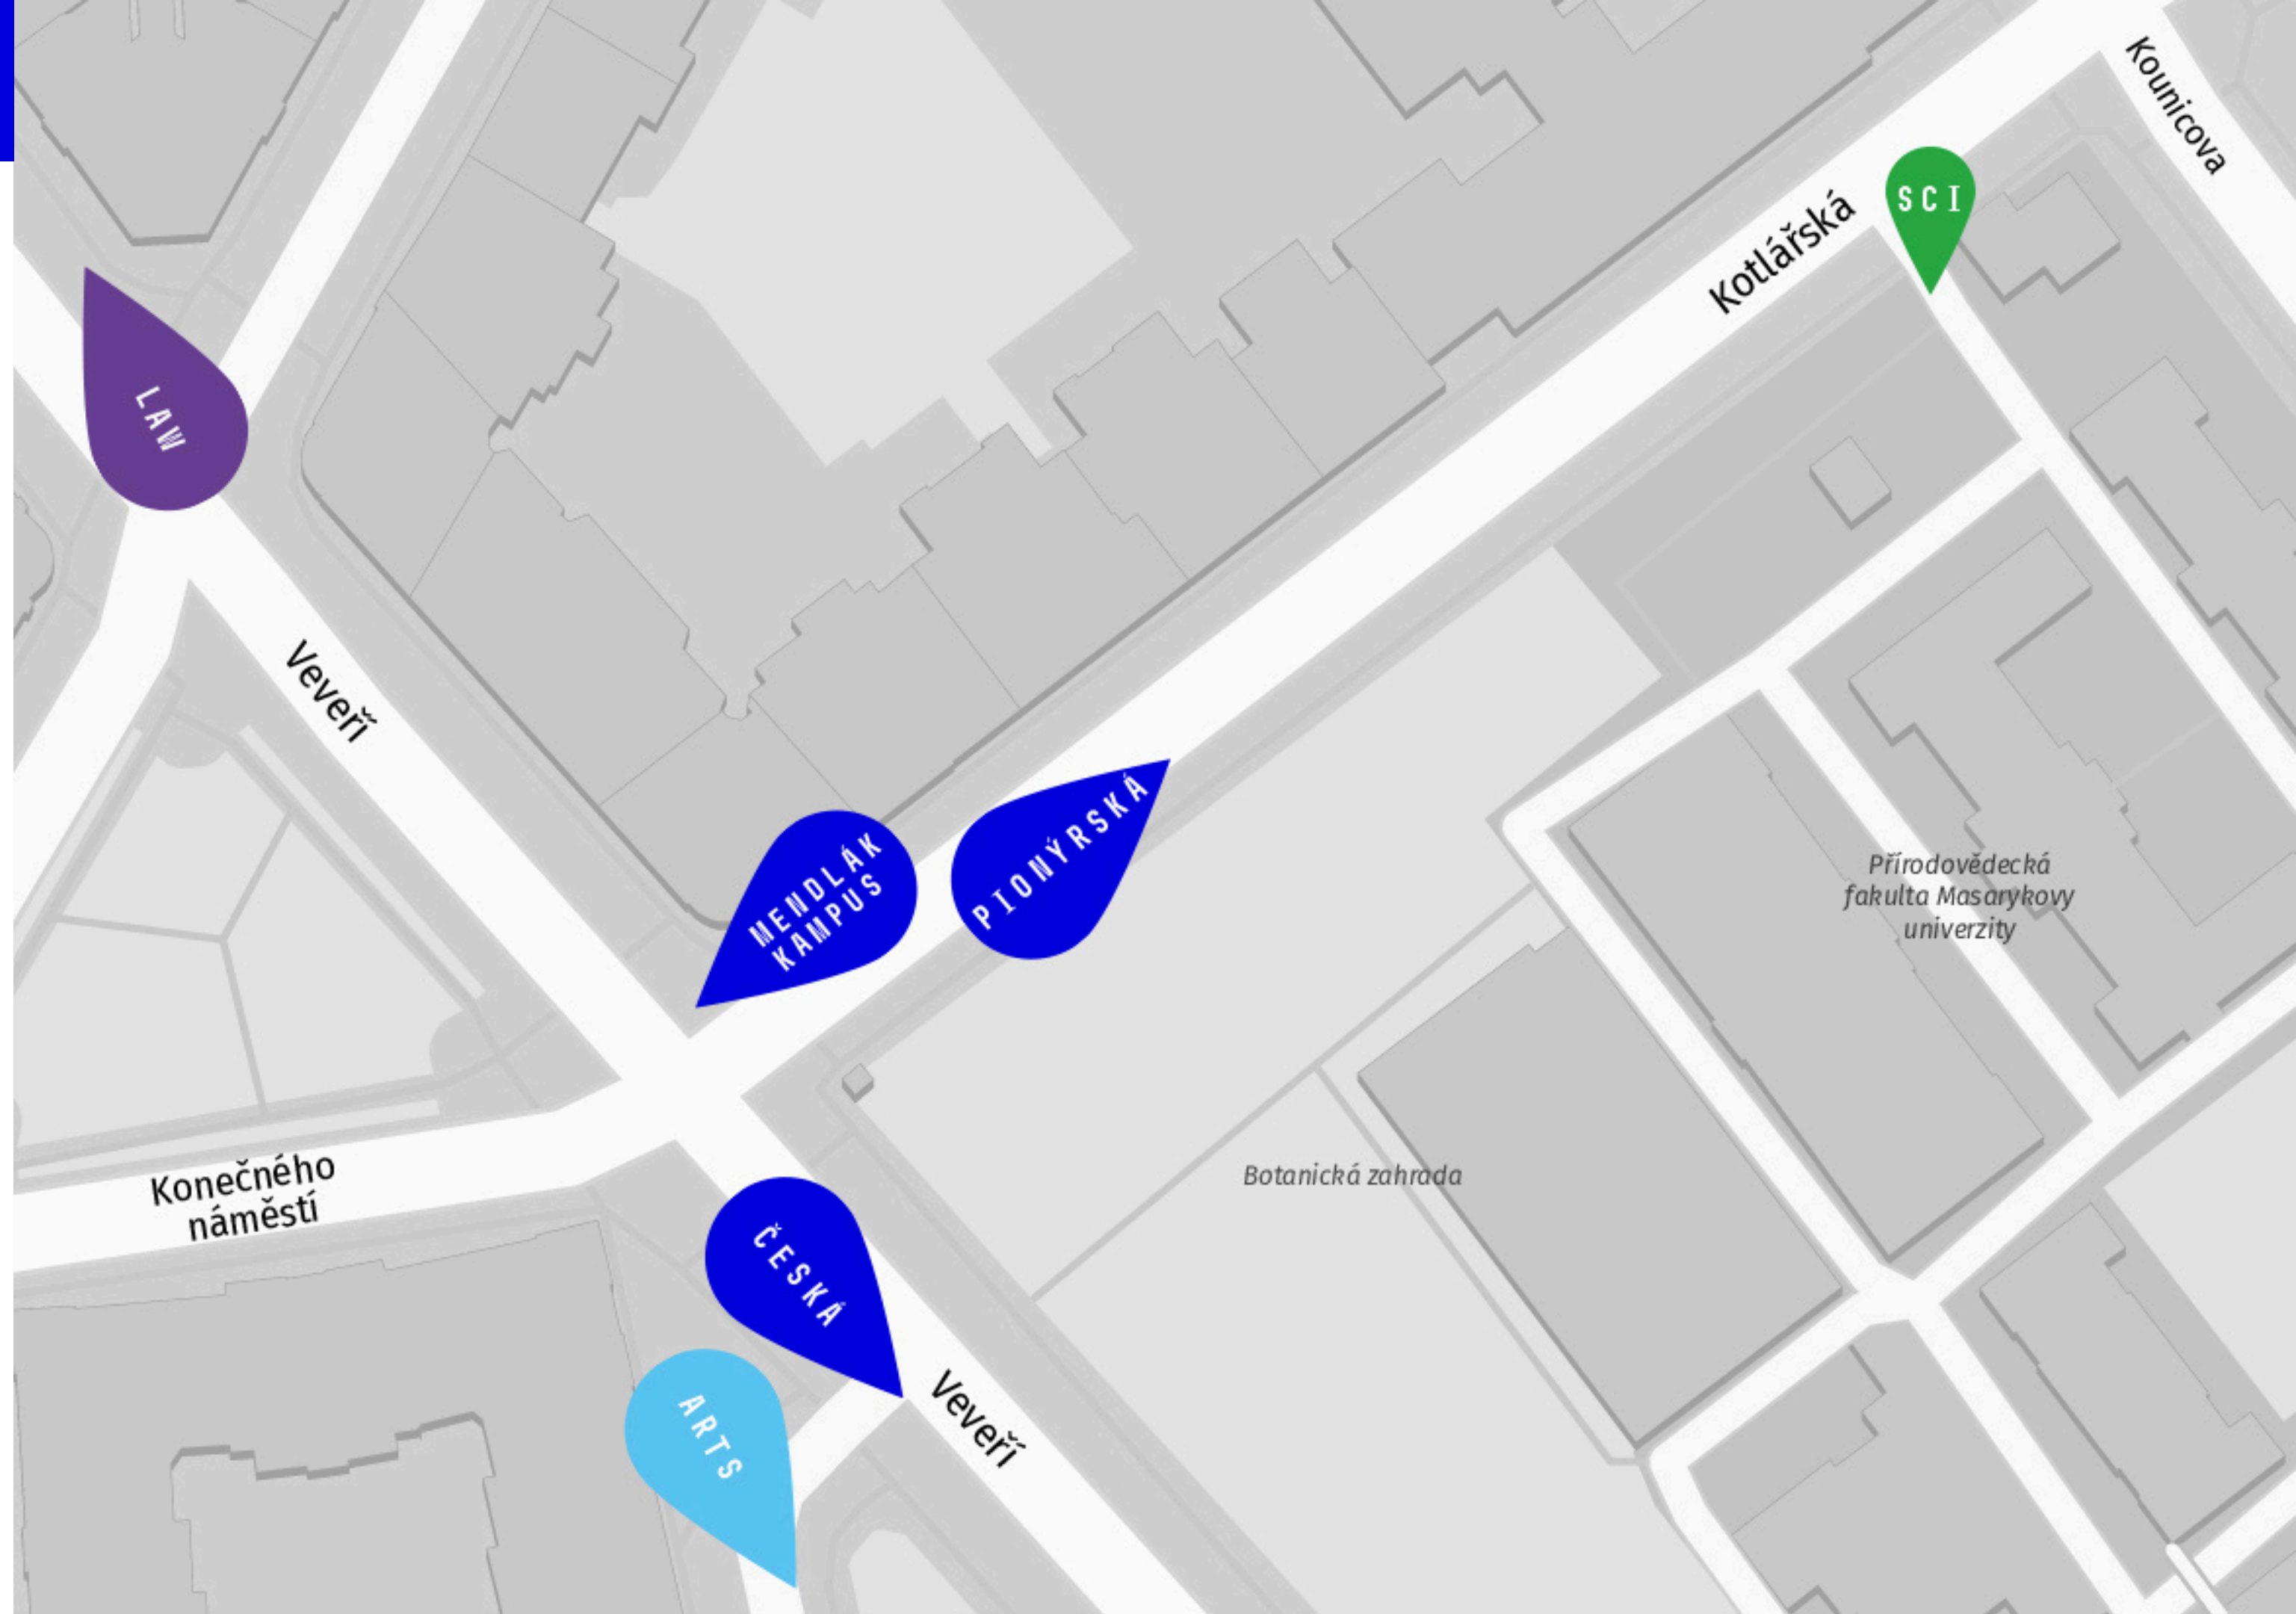 Kounicova
SCI
Kotlářská
LAW
Veveří
PIONÝRSKÁ
MENDLÁK
KAMPUS
Přírodovědecká
fakulta Masarykovy
univerzity
Botanická zahrada
Konečného
náměstí
ČESKÁ
Veveří
ARTS